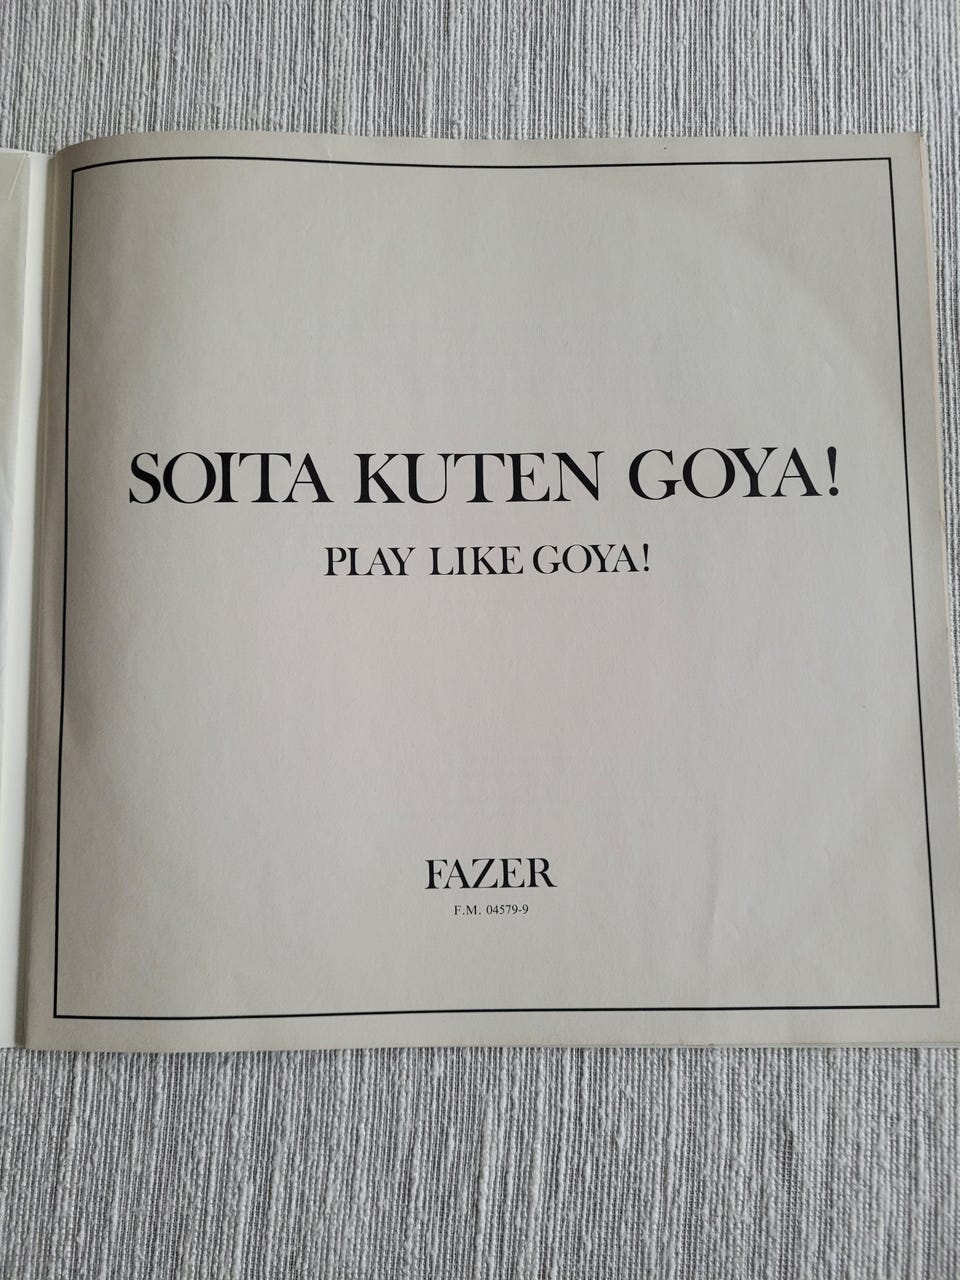 SOITA KUTEN GOYA!
PLAY LIKE GOYA!
FAZER
F.M. 04579-9